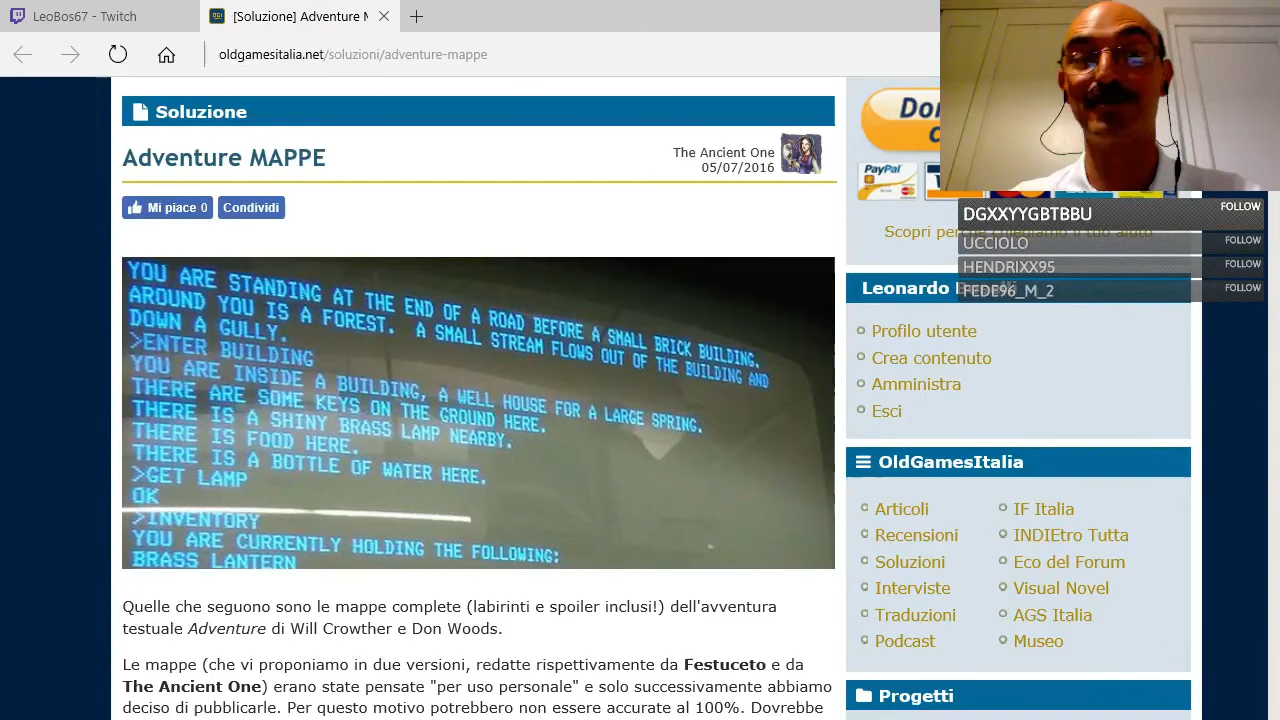 LeoBos67 - Twitch
[Soluzione] Adventure M
oldgamesitalia.net/soluzioni/adventure-mappe
Soluzione
Adventure MAPPE
The Ancient One
05/07/2016
Mi piace 0
Condividi
YOU ARE STANDING AT THE END OF A ROAD BEFORE A SMALL BRICK BUILDING.
AROUND YOU IS A FOREST. A SMALL STREAM FLOWS OUT OF THE BUILDING AND
DOWN A GULLY.
>ENTER BUILDING
YOU ARE INSIDE A BUILDING, A WELL HOUSE FOR A LARGE SPRING.
THERE ARE SOME KEYS ON THE GROUND HERE.
THERE IS A SHINY BRASS LAMP NEARBY.
THERE IS FOOD HERE.
THERE IS A BOTTLE OF WATER HERE.
>GET LAMP
OK
>INVENTORY
YOU ARE CURRENTLY HOLDING THE FOLLOWING:
BRASS LANTERN
Quelle che seguono sono le mappe complete (labirinti e spoiler inclusi!) dell'avventura
testuale Adventure di Will Crowther e Don Woods.
Le mappe (che vi proponiamo in due versioni, redatte rispettivamente da Festuceto e da
The Ancient One) erano state pensate "per uso personale" e solo successivamente abbiamo
deciso di pubblicarle. Per questo motivo potrebbero non essere accurate al 100%. Dovrebbe
Don
PayPal
DGXXYYGBTBBU FOLLOW
Scopri
UCCIOLO FOLLOW
HENDRIXX95 FOLLOW
FEDE96_M_2 FOLLOW
Leonardo
Profilo utente
Crea contenuto
Amministra
Esci
OldGamesItalia
Articoli
Recensioni
Soluzioni
Interviste
Traduzioni
Podcast
IF Italia
INDIEtro Tutta
Eco del Forum
Visual Novel
AGS Italia
Museo
Progetti